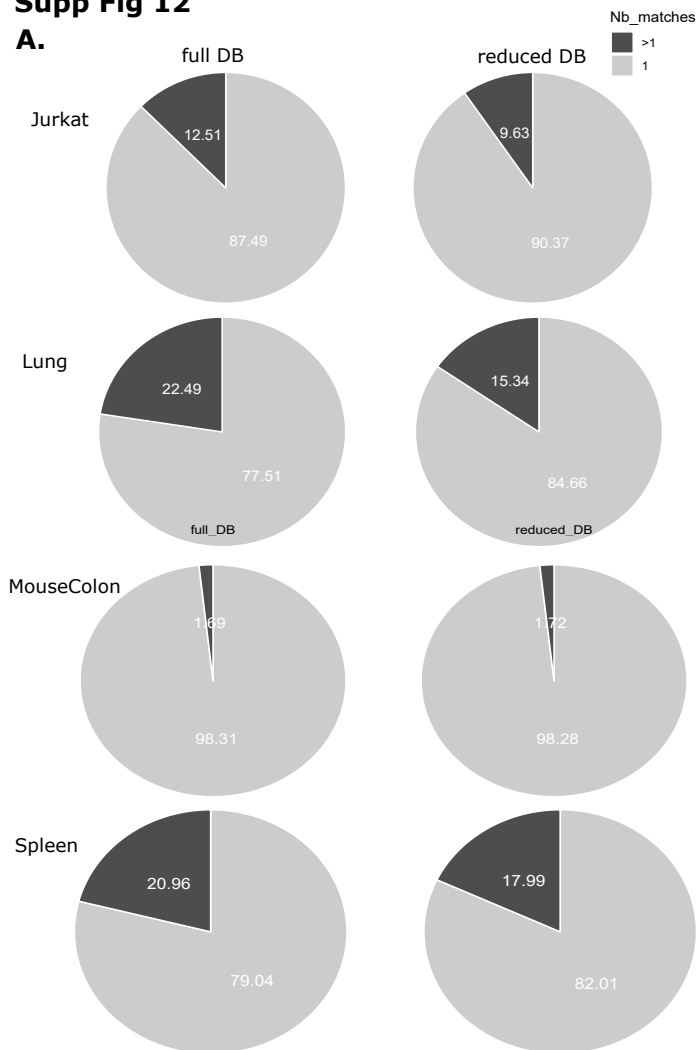 Supp Fig 12
A.
Nb_matches
>1
1
full DB
reduced DB
Jurkat
12.51
87.49
9.63
90.37
Lung
22.49
77.51
15.34
84.66
full_DB
reduced_DB
MouseColon
1.69
98.31
1.72
98.28
Spleen
20.96
79.04
17.99
82.01